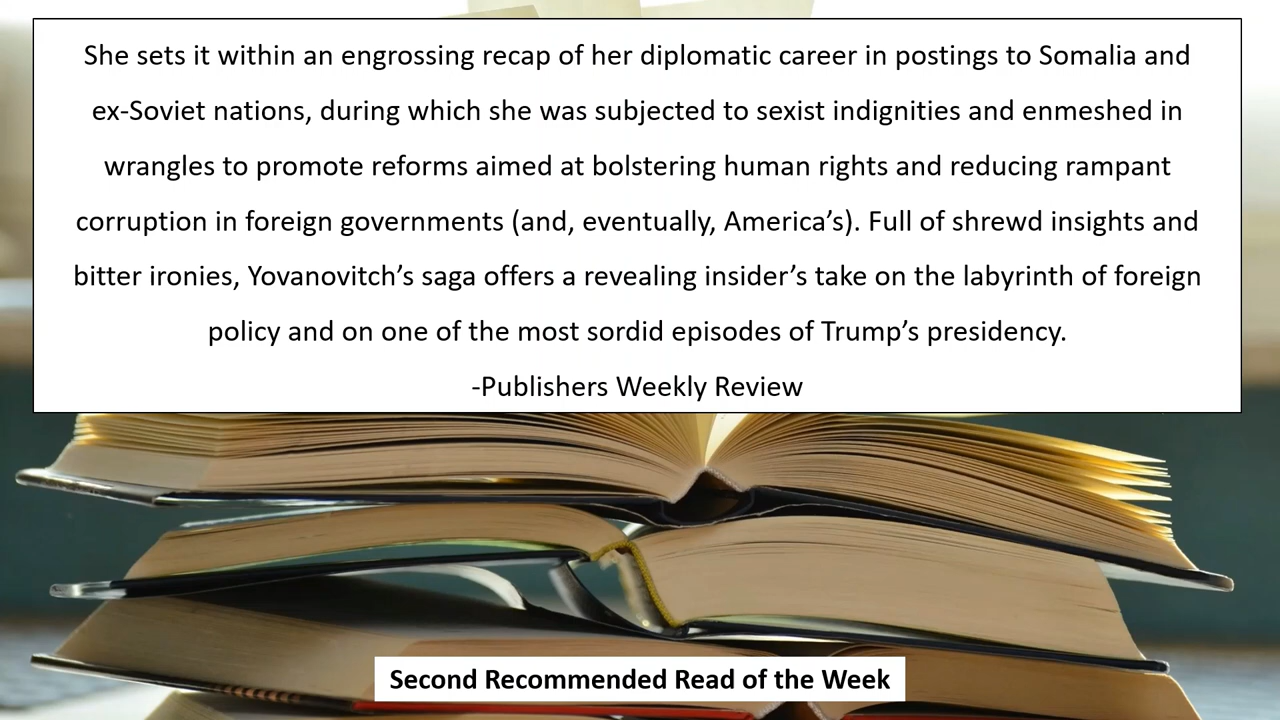 She sets it within an engrossing recap of her diplomatic career in postings to Somalia and
ex-Soviet nations, during which she was subjected to sexist indignities and enmeshed in
wrangles to promote reforms aimed at bolstering human rights and reducing rampant
corruption in foreign governments (and, eventually, America’s). Full of shrewd insights and
bitter ironies, Yovanovitch’s saga offers a revealing insider’s take on the labyrinth of foreign
policy and on one of the most sordid episodes of Trump’s presidency.
-Publishers Weekly Review
Second Recommended Read of the Week